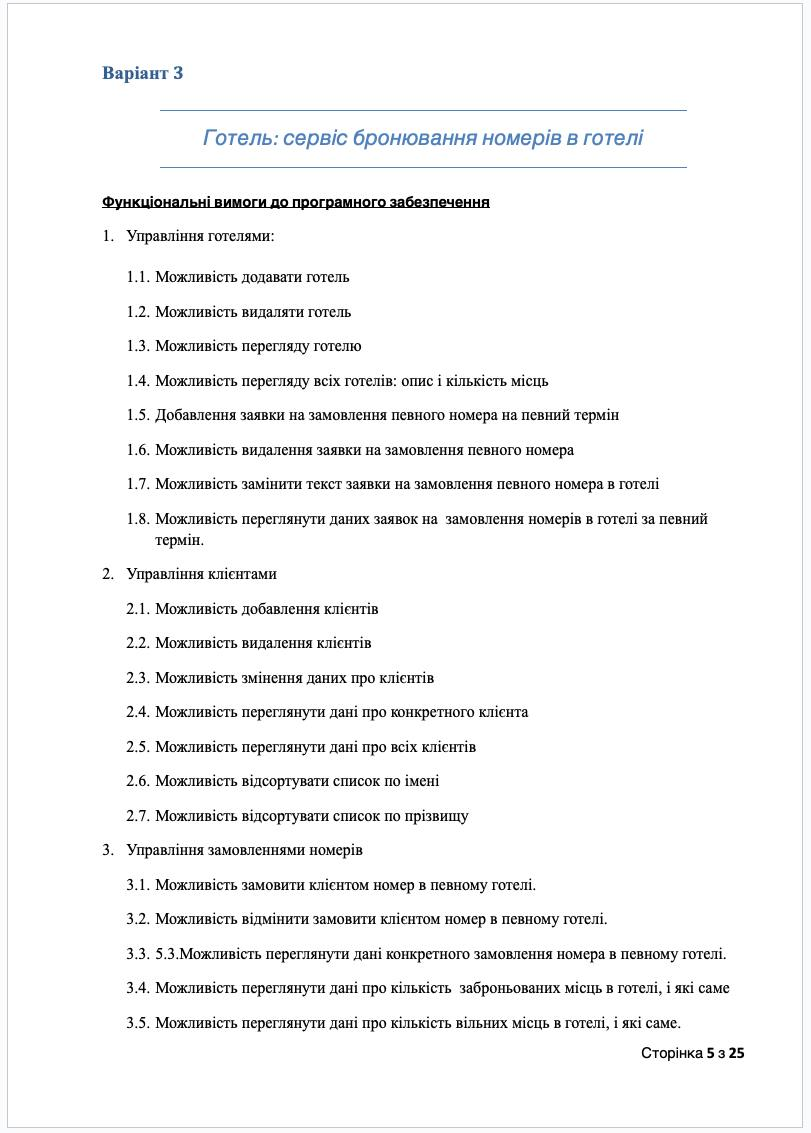 Варіант 3
Готель: сервіс бронювання номерів в готелі
Функціональні вимоги до програмного забезпечення
1. Управління готелями:
1.1. Можливість додавати готель
1.2. Можливість видаляти готель
1.3. Можливість перегляду готелю
1.4. Можливість перегляду всіх готелів: опис і кількість місць
1.5. Добавлення заявки на замовлення певного номера на певний термін
1.6. Можливість видалення заявки на замовлення певного номера
1.7. Можливість замінити текст заявки на замовлення певного номера в готелі
1.8. Можливість переглянути даних заявок на замовлення номерів в готелі за певний
термін.
2. Управління клієнтами
2.1. Можливість добавлення клієнтів
2.2. Можливість видалення клієнтів
2.3. Можливість змінення даних про клієнтів
2.4. Можливість переглянути дані про конкретного клієнта
2.5. Можливість переглянути дані про всіх клієнтів
2.6. Можливість відсортувати список по імені
2.7. Можливість відсортувати список по прізвищу
3. Управління замовленнями номерів
3.1. Можливість замовити клієнтом номер в певному готелі.
3.2. Можливість відмінити замовити клієнтом номер в певному готелі.
3.3. 5.3.Можливість переглянути дані конкретного замовлення номера в певному готелі.
3.4. Можливість переглянути дані про кількість заброньованих місць в готелі, і які саме
3.5. Можливість переглянути дані про кількість вільних місць в готелі, і які саме.
Сторінка 5 з 25